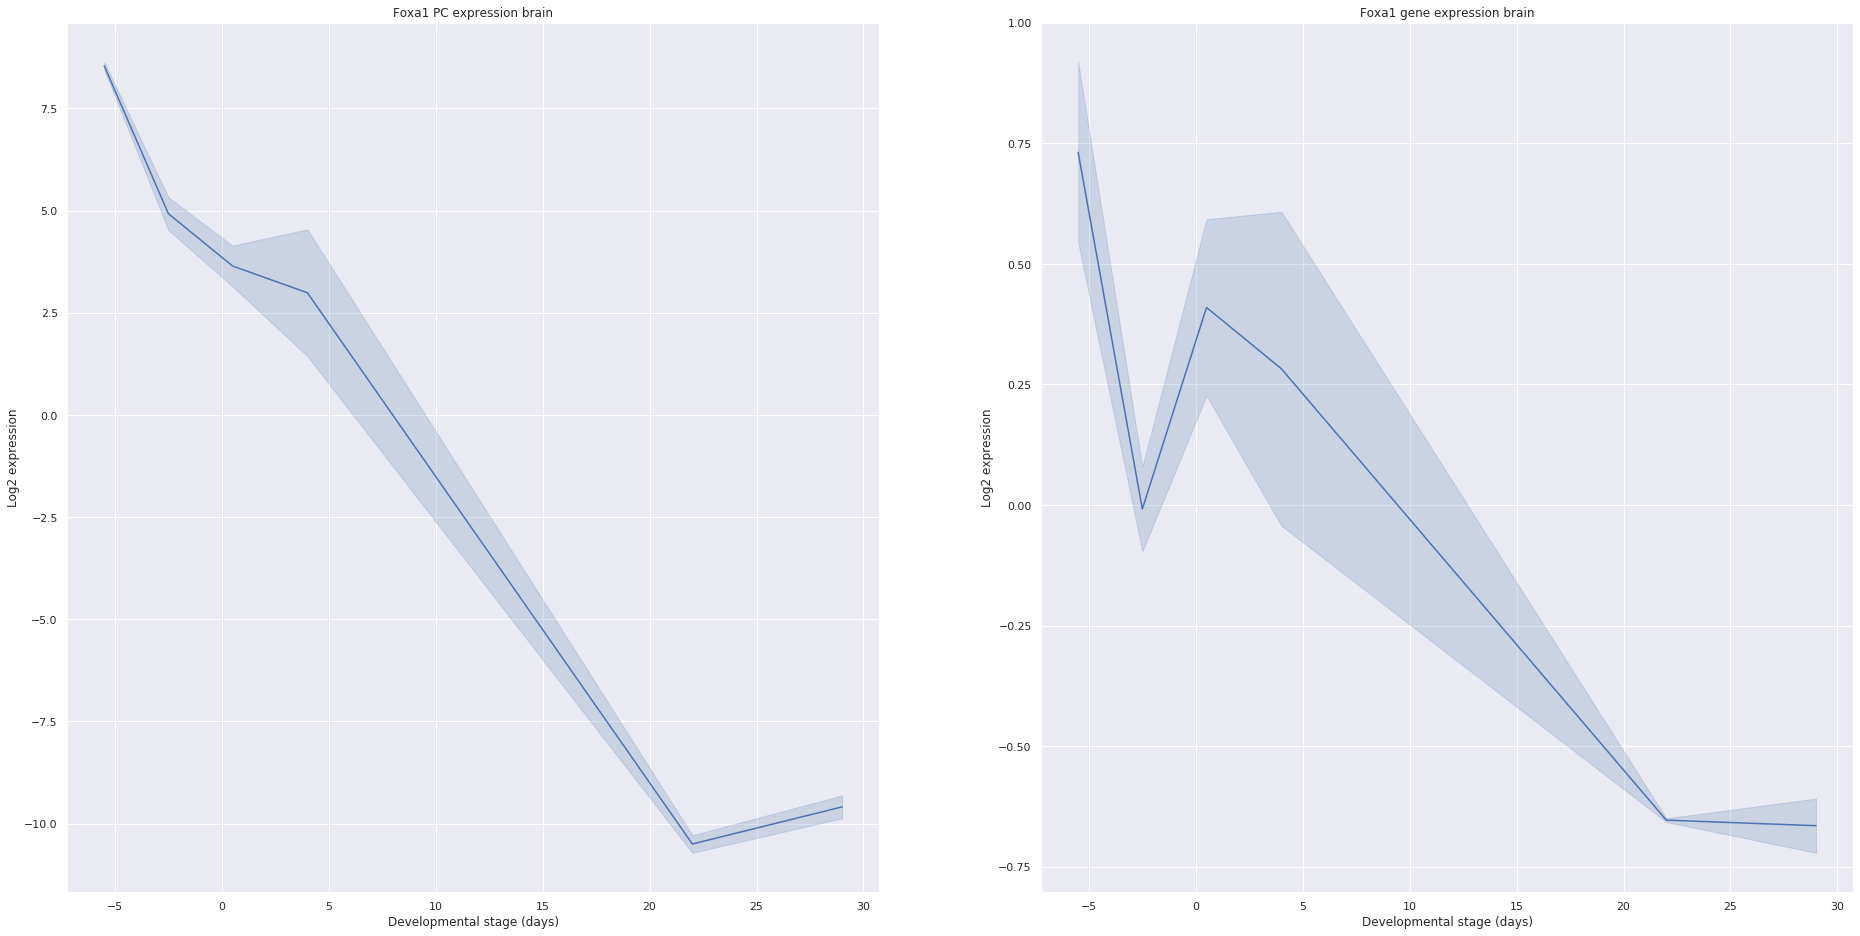 Foxa1 PC expression brain
Log2 expression
7.5
5.0
2.5
0.0
−2.5
−5.0
−7.5
−10.0
−5 0 5 10 15 20 25 30
Developmental stage (days)
Foxa1 gene expression brain
Log2 expression
1.00
0.75
0.50
0.25
0.00
−0.25
−0.50
−0.75
−5 0 5 10 15 20 25 30
Developmental stage (days)